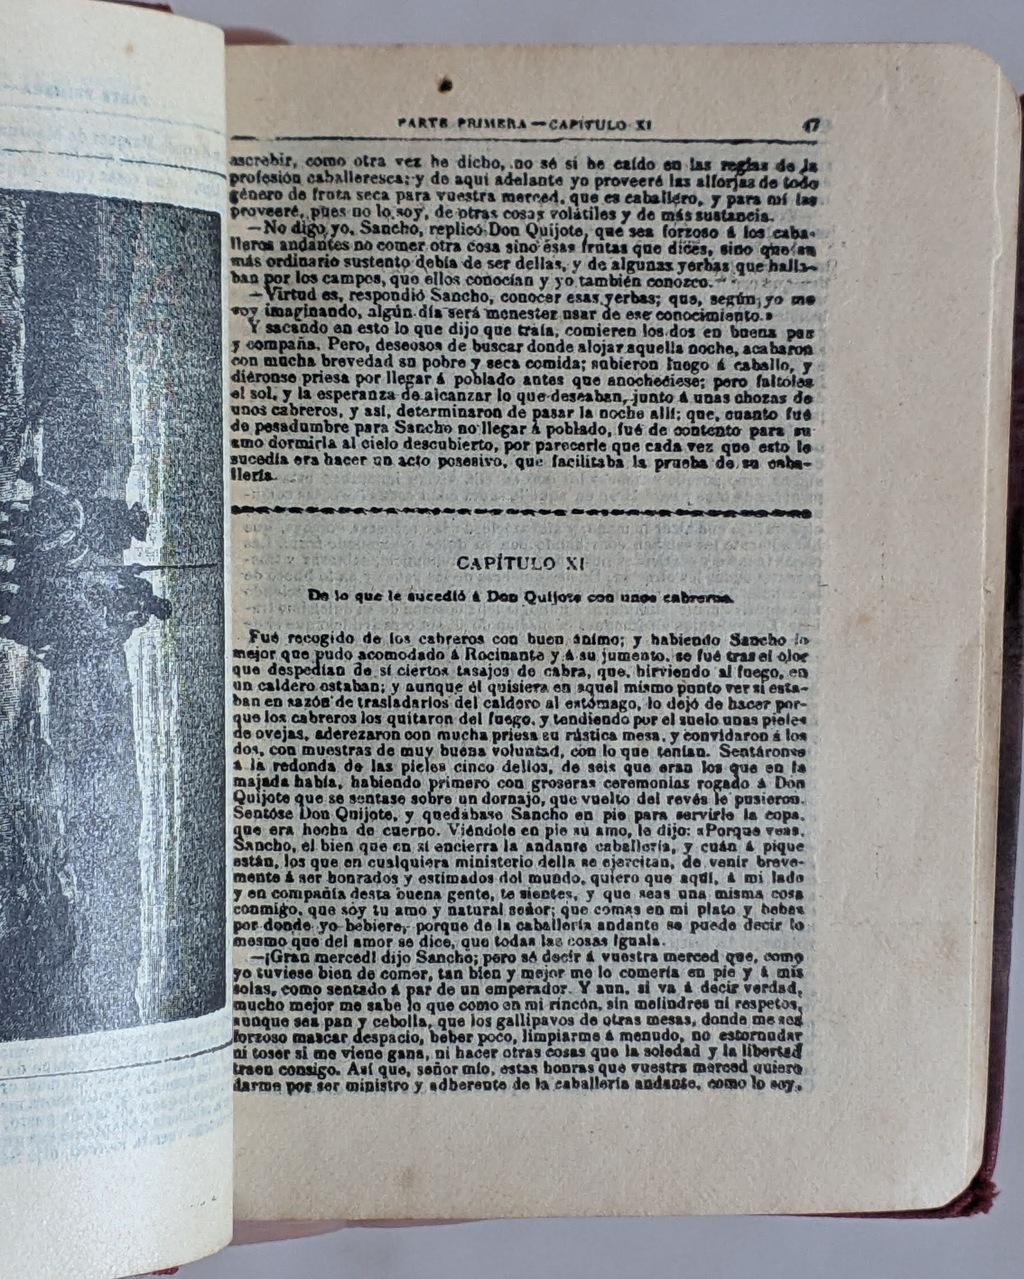 PARTE PRIMERA — CAPÍTULO XI 47
escrebir, como otra vez he dicho, no sé si he caído en las reglas de la
profesión caballeresca; y de aquí adelante yo proveeré las alforjas de todo
género de fruta seca para vuestra merced, que es caballero, y para mí las
proveeré, pues no lo soy, de otras cosas volátiles y de más sustancia.
—No digo yo, Sancho, replicó Don Quijote, que sea forzoso á los caba-
lleros andantes no comer otra cosa sino esas frutas que dices, sino que su
más ordinario sustento debía de ser dellas, y de algunas yerbas que halla-
ban por los campos, que ellos conocían y yo también conozco.
—Virtud es, respondió Sancho, conocer esas yerbas; que, según yo me
voy imaginando, algún día será menester usar de ese conocimiento.»
Y sacando en esto lo que dijo que traía, comieron los dos en buena paz
y compaña. Pero, deseosos de buscar donde alojar aquella noche, acabaron
con mucha brevedad su pobre y seca comida; subieron luego á caballo, y
diéronse priesa por llegar á poblado antes que anocheciese; pero faltóles
el sol, y la esperanza de alcanzar lo que deseaban, junto á unas chozas de
unos cabreros, y así, determinaron de pasar la noche allí; que, cuanto fué
de pesadumbre para Sancho no llegar á poblado, fué de contento para su
amo dormirla al cielo descubierto, por parecerle que cada vez que esto le
sucedía era hacer un acto posesivo, que facilitaba la prueba de su caba-
llería.
CAPÍTULO XI
De lo que le sucedió á Don Quijote con unos cabreros.
Fué recogido de los cabreros con buen ánimo; y habiendo Sancho lo
mejor que pudo acomodado á Rocinante y á su jumento, se fué tras el olor
que despedían de sí ciertos tasajos de cabra, que, hirviendo al fuego, en
un caldero estaban; y aunque él quisiera en aquel mismo punto ver si esta-
ban en sazón de trasladarlos del caldero al estómago, lo dejó de hacer por-
que los cabreros los quitaron del fuego, y tendiendo por el suelo unas pieles
de ovejas, aderezaron con mucha priesa su rústica mesa, y convidaron á los
dos, con muestras de muy buena voluntad, con lo que tenían. Sentáronse
á la redonda de las pieles cinco dellos, de seis que eran los que en la
majada había, habiendo primero con groseras ceremonias rogado á Don
Quijote que se sentase sobre un dornajo, que vuelto del revés le pusieron.
Sentóse Don Quijote, y quedábase Sancho en pie para servirle la copa,
que era hecha de cuerno. Viéndole en pie su amo, le dijo: «Porque veas,
Sancho, el bien que en sí encierra la andante caballería, y cuán á pique
están, los que en cualquiera ministerio della se ejercitan, de venir breve-
mente á ser honrados y estimados del mundo, quiero que aquí, á mi lado
y en compañía desta buena gente, te sientes, y que seas una misma cosa
conmigo, que soy tu amo y natural señor; que comas en mi plato y bebas
por donde yo bebiere, porque de la caballería andante se puede decir lo
mesmo que del amor se dice, que todas las cosas iguala.
—¡Gran merced! dijo Sancho; pero sé decir á vuestra merced que, como
yo tuviese bien de comer, tan bien y mejor me lo comería en pie y á mis
solas, como sentado á par de un emperador. Y aun, si va á decir verdad,
mucho mejor me sabe lo que como en mi rincón, sin melindres ni respetos,
aunque sea pan y cebolla, que los gallipavos de otras mesas, donde me sea
forzoso mascar despacio, beber poco, limpiarme á menudo, no estornudar
ni toser si me viene gana, ni hacer otras cosas que la soledad y la libertad
traen consigo. Así que, señor mío, estas honras que vuestra merced quiere
darme por ser ministro y adherente de la caballería andante, como lo soy,